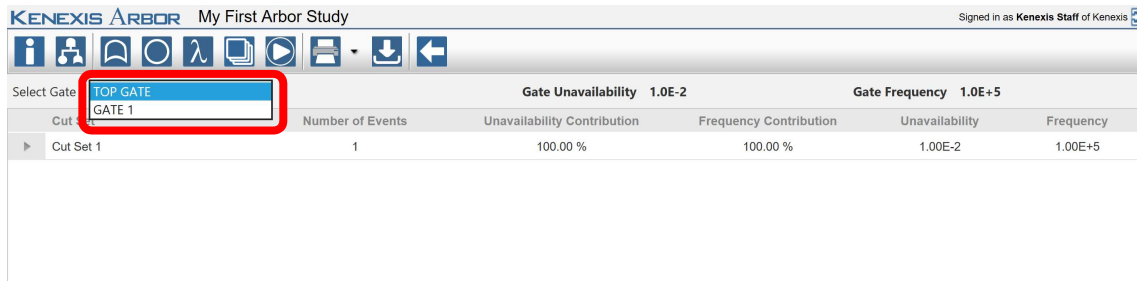 KENEXIS ARBOR My First Arbor Study Signed in as Kenexis Staff of Kenexis
i λ
Select Gate TOP GATE Gate Unavailability 1.0E-2 Gate Frequency 1.0E+5
GATE 1
Cut Set Number of Events Unavailability Contribution Frequency Contribution Unavailability Frequency
Cut Set 1 1 100.00 % 100.00 % 1.00E-2 1.00E+5